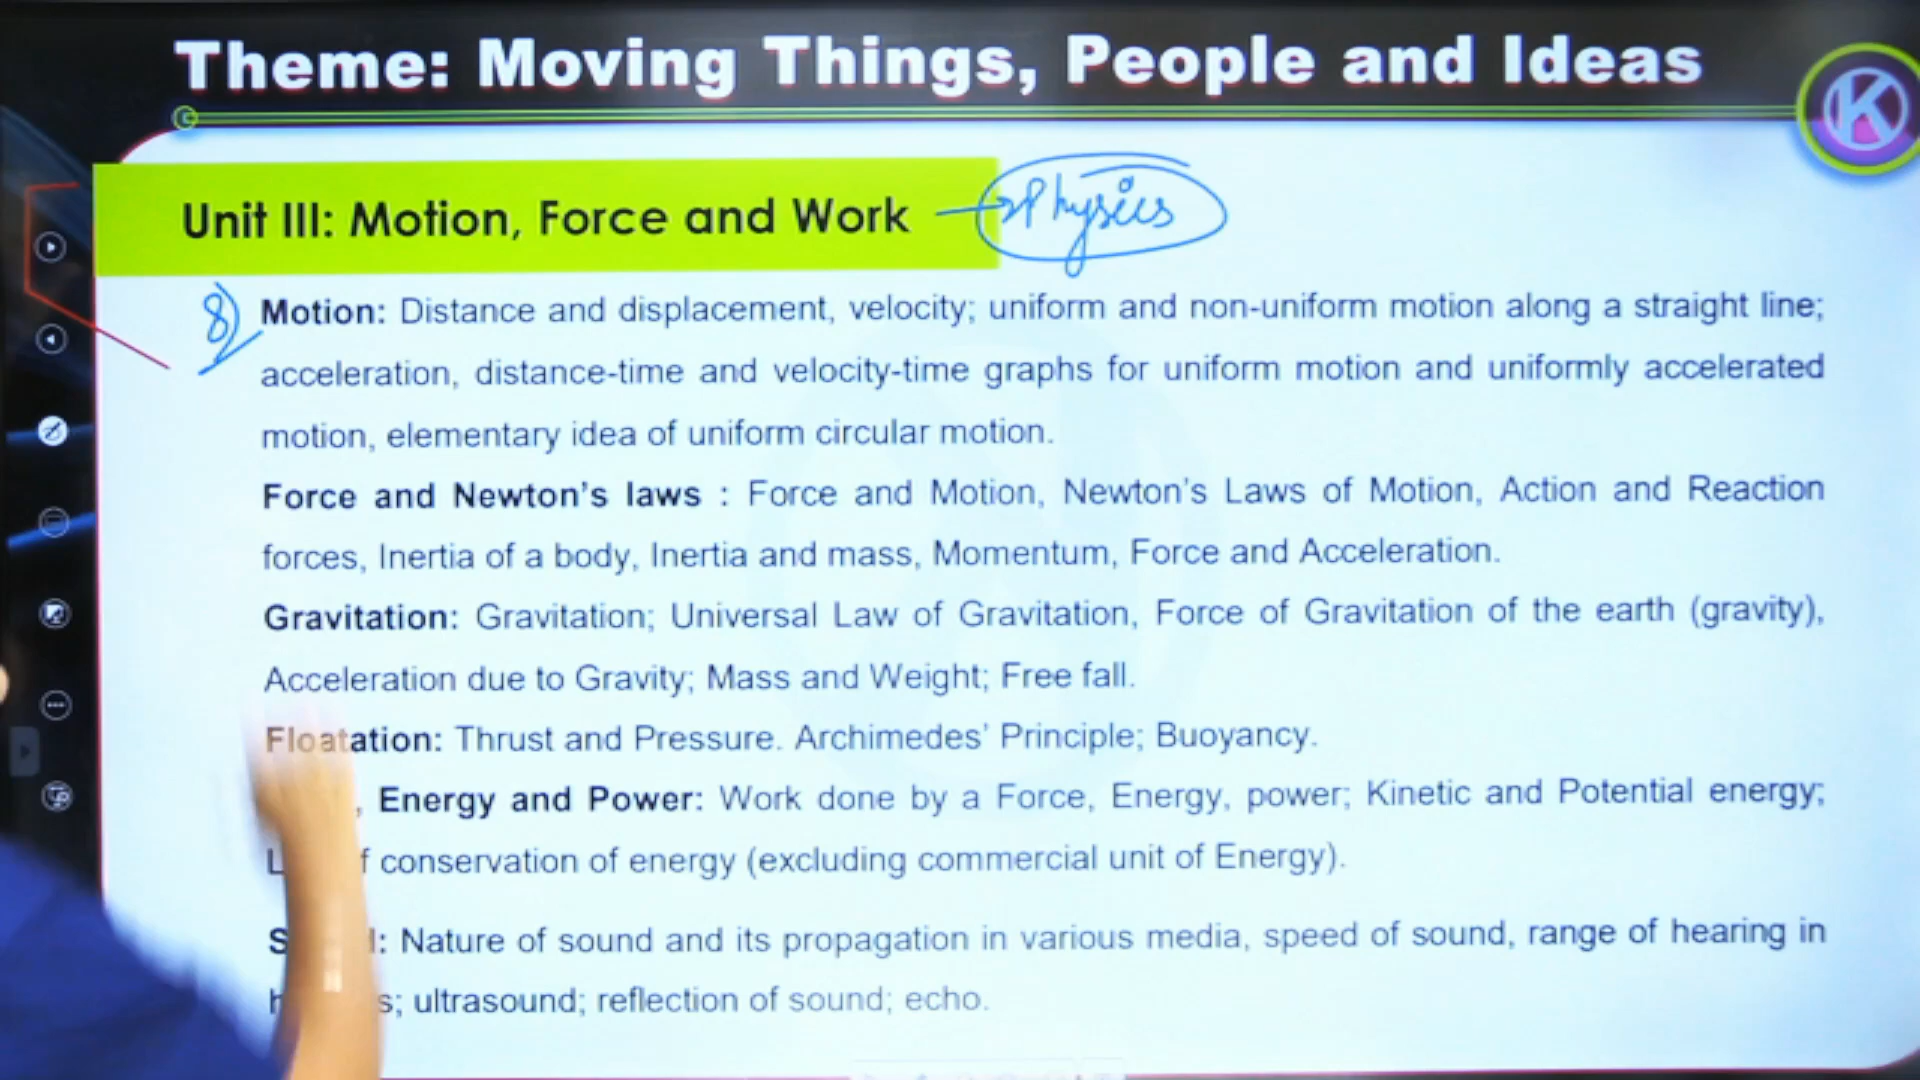 Theme: Moving Things, People and Ideas
K
Unit III: Motion, Force and Work → Physics
8) Motion: Distance and displacement, velocity; uniform and non-uniform motion along a straight line;
acceleration, distance-time and velocity-time graphs for uniform motion and uniformly accelerated
motion, elementary idea of uniform circular motion.
Force and Newton's laws : Force and Motion, Newton's Laws of Motion, Action and Reaction
forces, Inertia of a body, Inertia and mass, Momentum, Force and Acceleration.
Gravitation: Gravitation; Universal Law of Gravitation, Force of Gravitation of the earth (gravity),
Acceleration due to Gravity; Mass and Weight; Free fall.
Floatation: Thrust and Pressure. Archimedes' Principle; Buoyancy.
, Energy and Power: Work done by a Force, Energy, power; Kinetic and Potential energy;
conservation of energy (excluding commercial unit of Energy).
: Nature of sound and its propagation in various media, speed of sound, range of hearing in
; ultrasound; reflection of sound; echo.